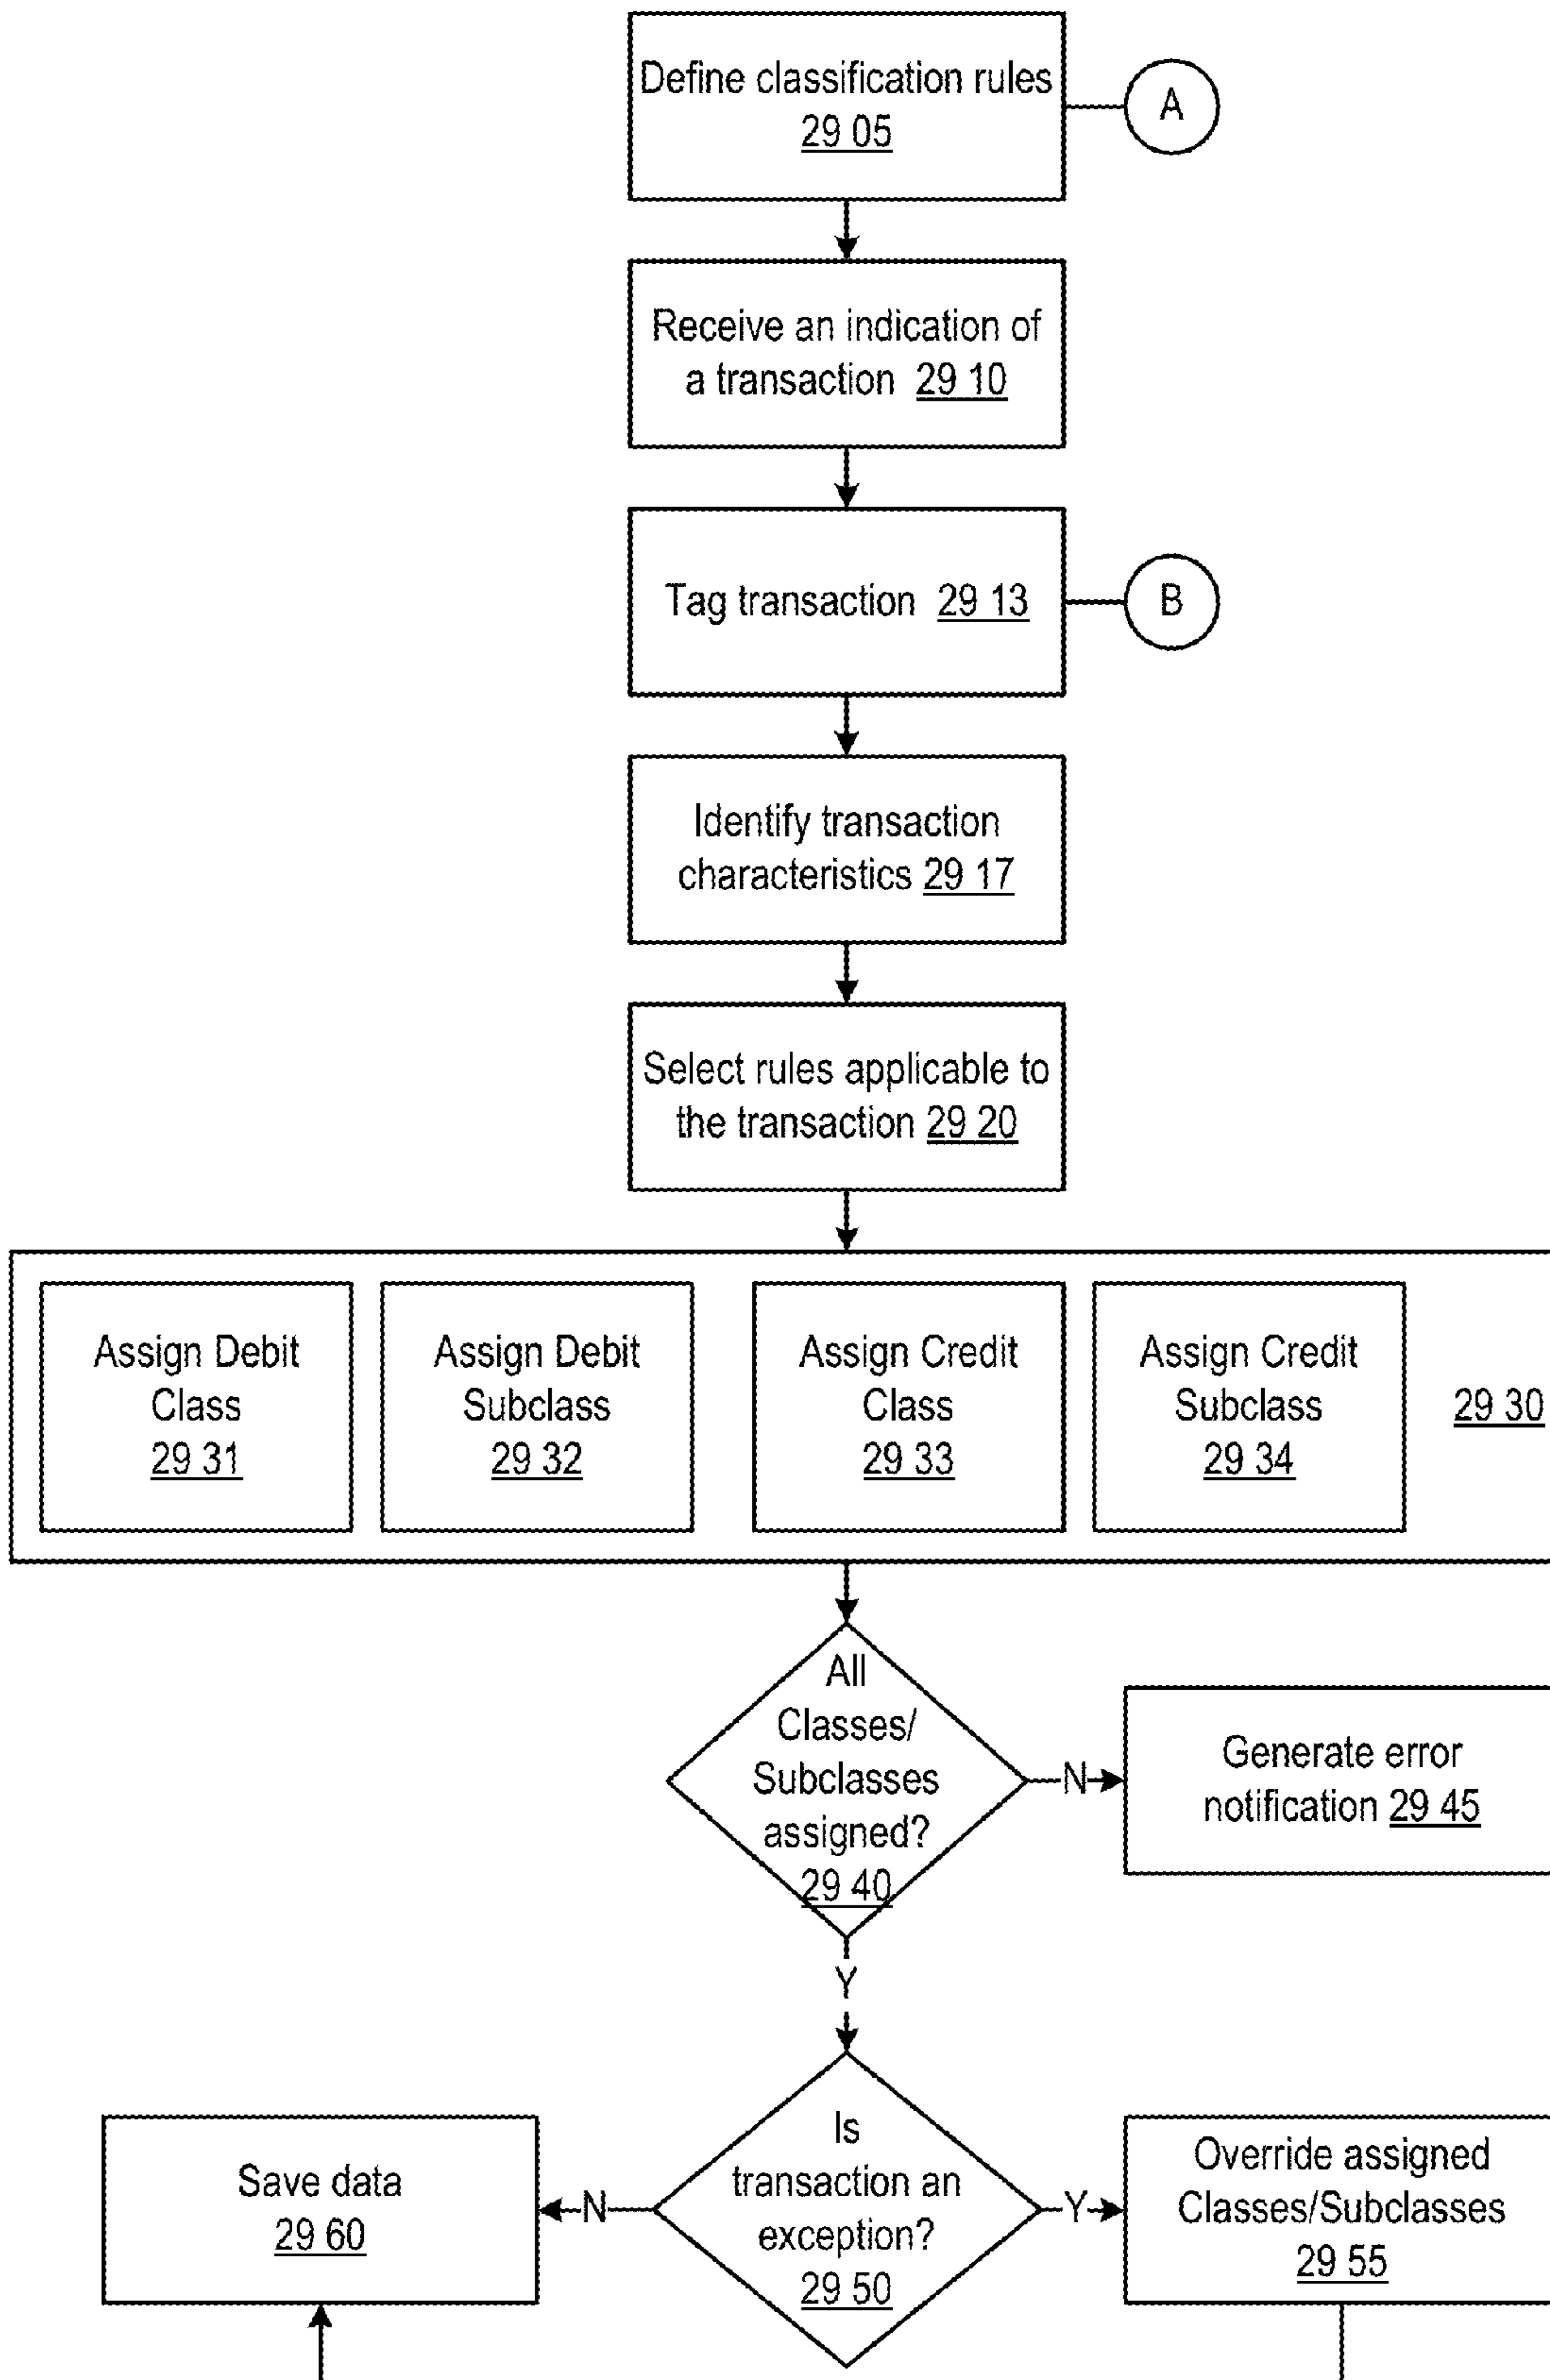 Define classification rules
29 05
A
Receive an indication of
a transaction 29 10
Tag transaction 29 13
B
Identify transaction
characteristics 29 17
Select rules applicable to
the transaction 29 20
Assign Debit
Class
29 31
Assign Debit
Subclass
29 32
Assign Credit
Class
29 33
Assign Credit
Subclass
29 34
29 30
All
Classes/
Subclasses
assigned?
29 40
N
Generate error
notification 29 45
Y
Is
transaction an
exception?
29 50
N
Save data
29 60
Y
Override assigned
Classes/Subclasses
29 55